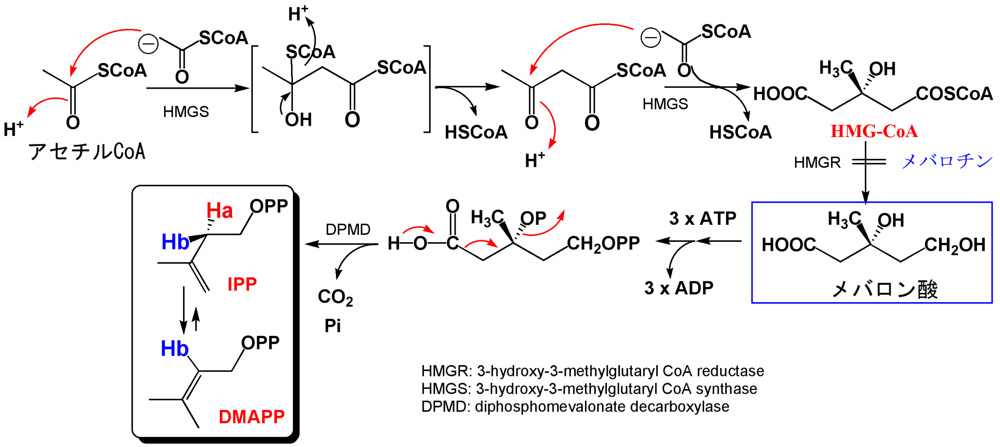 H⁺
SCoA
SCoA
O
O
H⁺
アセチルCoA
HMGS
H⁺
SCoA
SCoA
OH
O
HSCoA
SCoA
O
O
H⁺
SCoA
O
HMGS
HSCoA
H₃C
OH
HOOC
COSCoA
HMG-CoA
HMGR
メバロチン
H₃C
OH
HOOC
CH₂OH
メバロン酸
3 x ATP
3 x ADP
O
H₃C
OP
H
O
C
CH₂OPP
DPMD
CO₂
Pi
Ha
OPP
Hb
IPP
Hb
OPP
DMAPP
HMGR: 3-hydroxy-3-methylglutaryl CoA reductase
HMGS: 3-hydroxy-3-methylglutaryl CoA synthase
DPMD: diphosphomevalonate decarboxylase